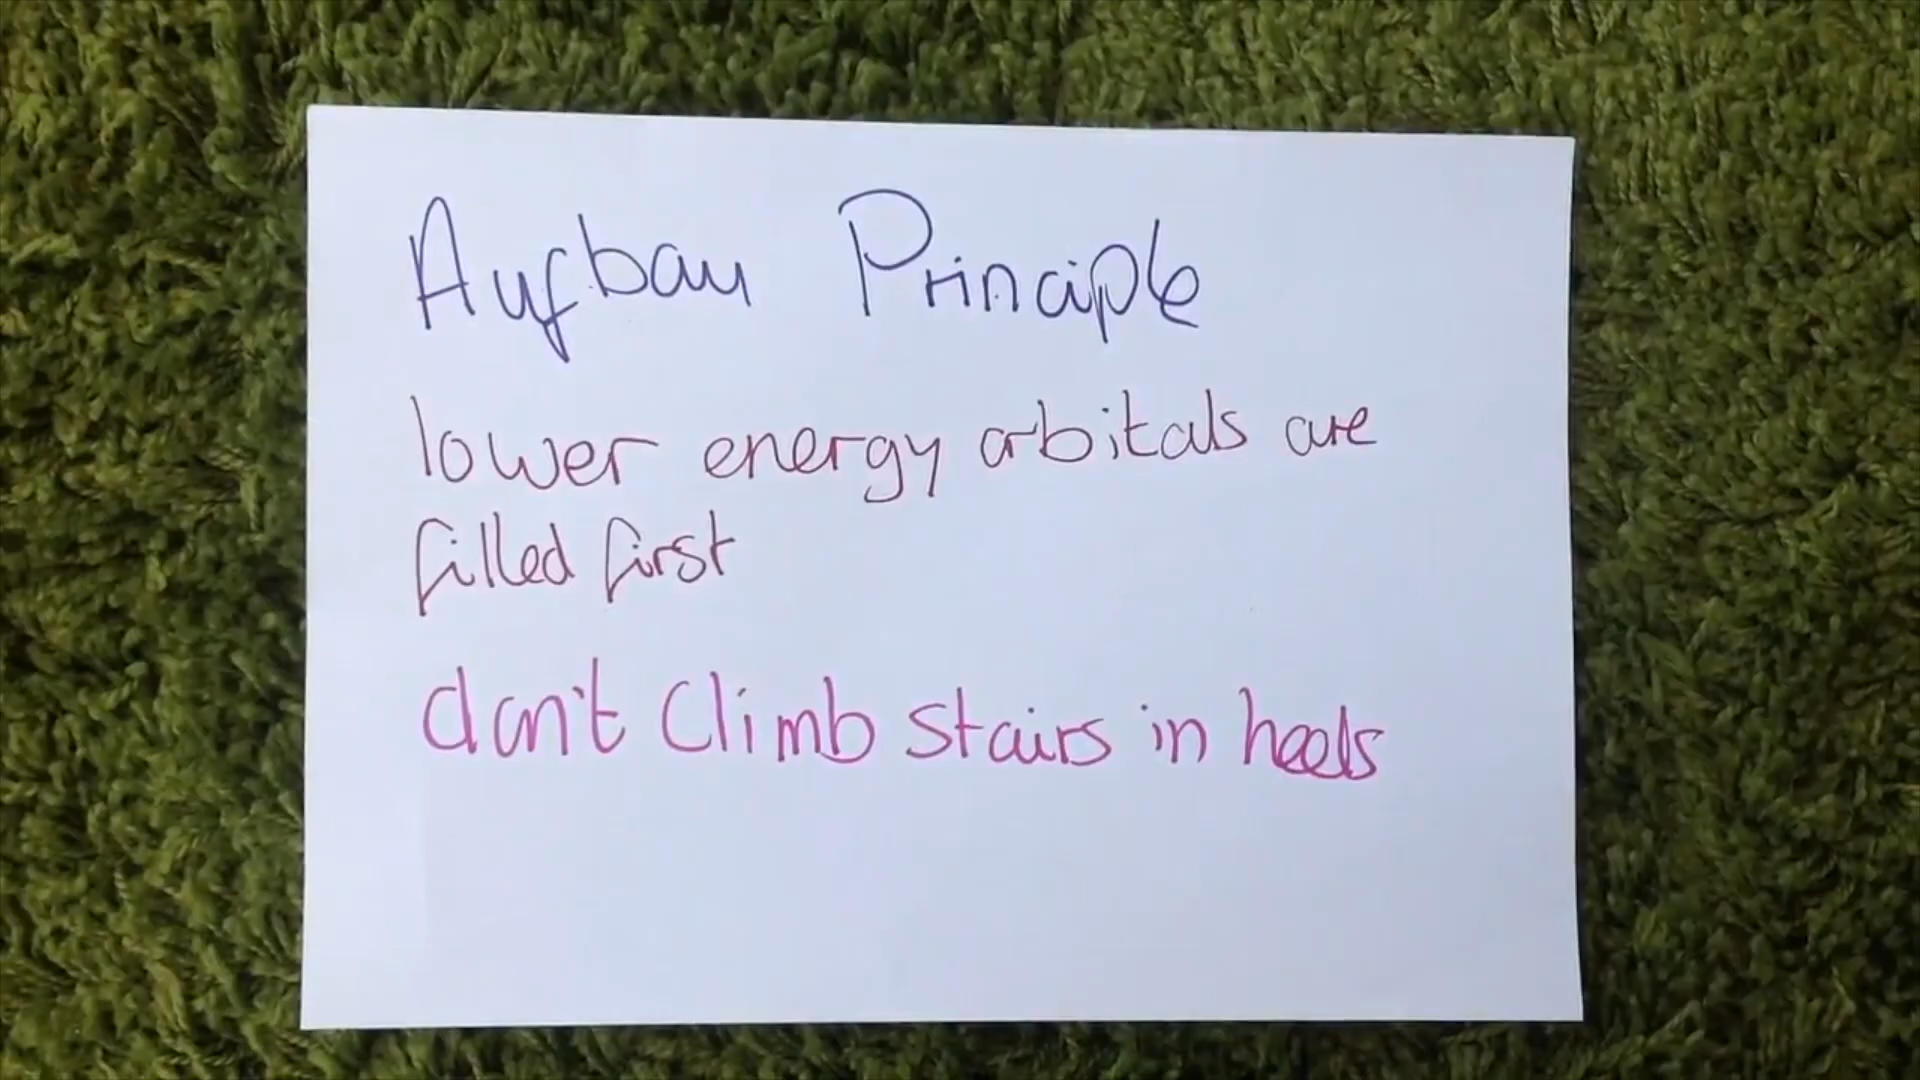 Aufbau Principle
lower energy orbitals are
filled first
don't Climb stairs in heels